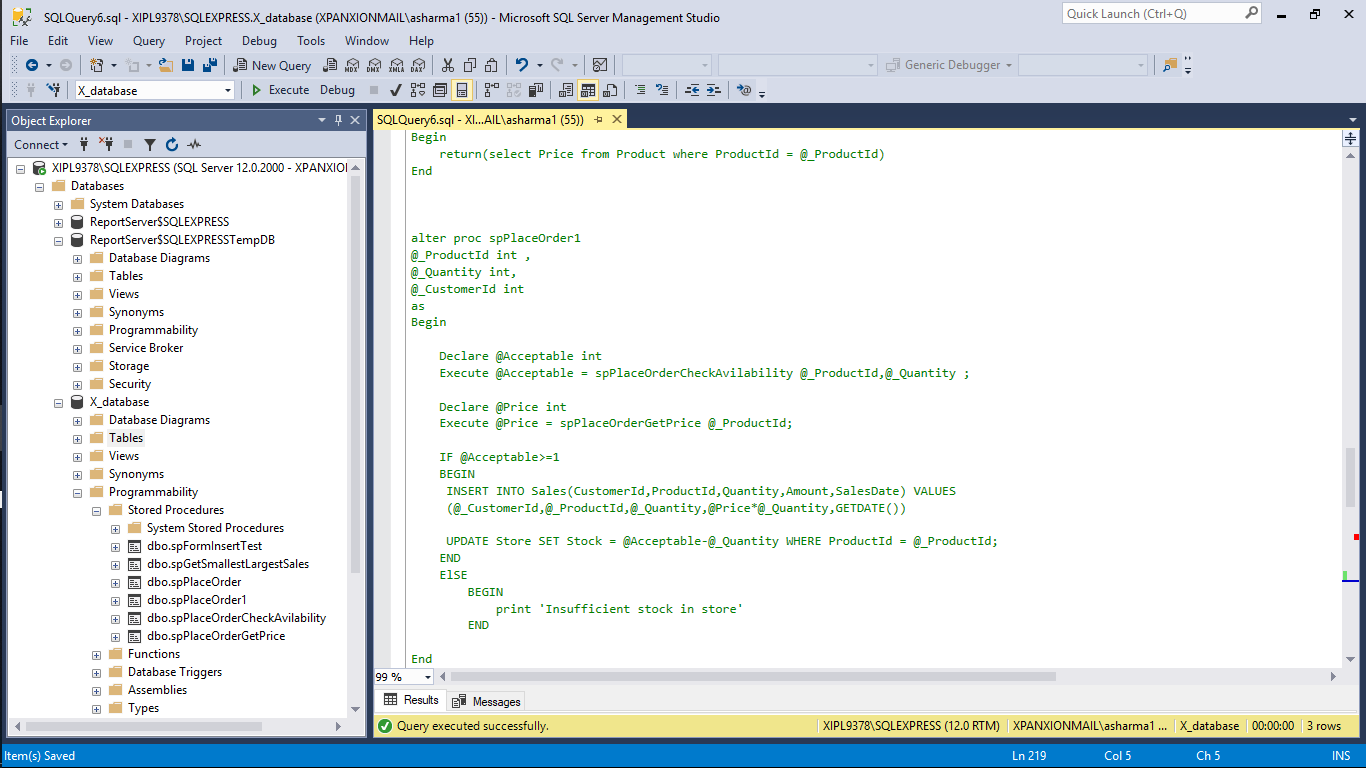 SQLQuery6.sql - XIPL9378\SQLEXPRESS.X_database (XPANXIONMAIL\asharma1 (55)) - Microsoft SQL Server Management Studio
Quick Launch (Ctrl+Q)
File Edit View Query Project Debug Tools Window Help
New Query
MDX DMX XMLA DAX
Generic Debugger
X_database
Execute Debug
Object Explorer
SQLQuery6.sql - XI...AIL\asharma1 (55))
Connect
XIPL9378\SQLEXPRESS (SQL Server 12.0.2000 - XPANXION
Databases
System Databases
ReportServer$SQLEXPRESS
ReportServer$SQLEXPRESSTempDB
Database Diagrams
Tables
Views
Synonyms
Programmability
Service Broker
Storage
Security
X_database
Database Diagrams
Tables
Views
Synonyms
Programmability
Stored Procedures
System Stored Procedures
dbo.spFormInsertTest
dbo.spGetSmallestLargestSales
dbo.spPlaceOrder
dbo.spPlaceOrder1
dbo.spPlaceOrderCheckAvilability
dbo.spPlaceOrderGetPrice
Functions
Database Triggers
Assemblies
Types
Begin
return(select Price from Product where ProductId = @_ProductId)
End
alter proc spPlaceOrder1
@_ProductId int ,
@_Quantity int,
@_CustomerId int
as
Begin
Declare @Acceptable int
Execute @Acceptable = spPlaceOrderCheckAvilability @_ProductId,@_Quantity ;
Declare @Price int
Execute @Price = spPlaceOrderGetPrice @_ProductId;
IF @Acceptable>=1
BEGIN
INSERT INTO Sales(CustomerId,ProductId,Quantity,Amount,SalesDate) VALUES
(@_CustomerId,@_ProductId,@_Quantity,@Price*@_Quantity,GETDATE())
UPDATE Store SET Stock = @Acceptable-@_Quantity WHERE ProductId = @_ProductId;
END
ElSE
BEGIN
print 'Insufficient stock in store'
END
End
99 %
Results Messages
Query executed successfully. XIPL9378\SQLEXPRESS (12.0 RTM) XPANXIONMAIL\asharma1 ... X_database 00:00:00 3 rows
Item(s) Saved Ln 219 Col 5 Ch 5 INS